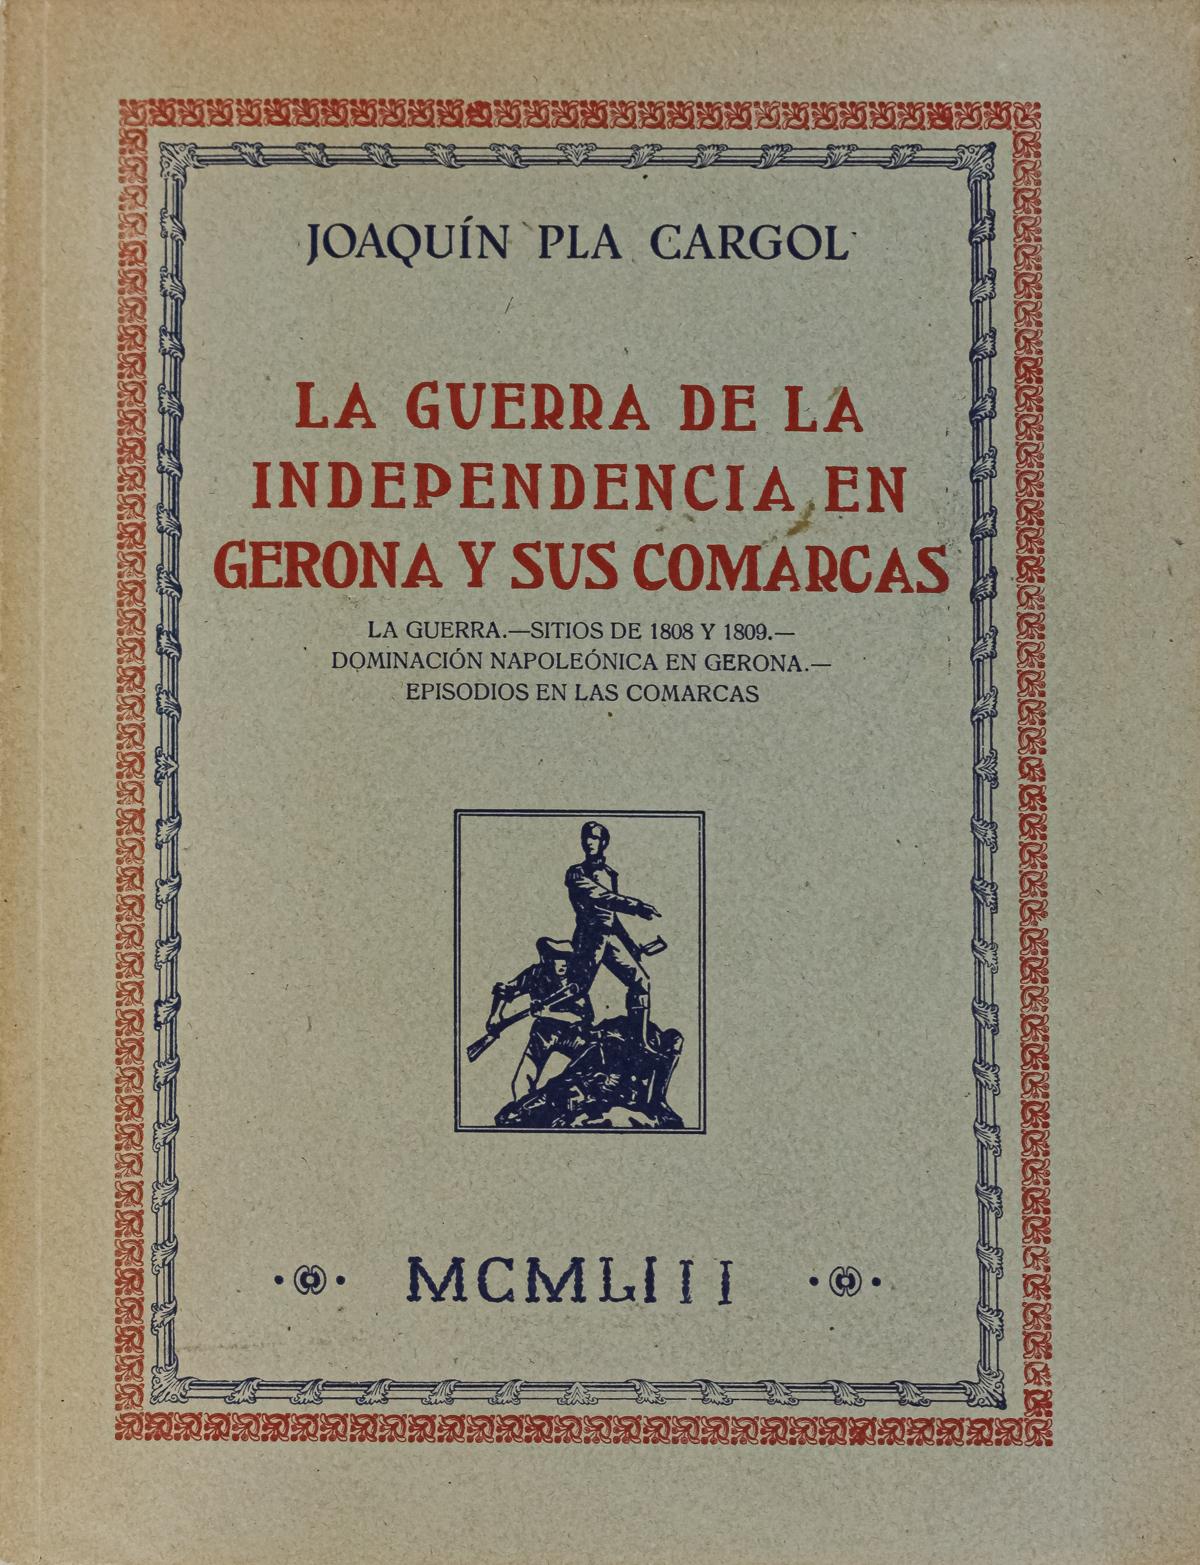 JOAQUÍN PLA CARGOL
LA GUERRA DE LA
INDEPENDENCIA EN
GERONA Y SUS COMARCAS
LA GUERRA.—SITIOS DE 1808 Y 1809.—
DOMINACIÓN NAPOLEÓNICA EN GERONA.—
EPISODIOS EN LAS COMARCAS
MCMLIII